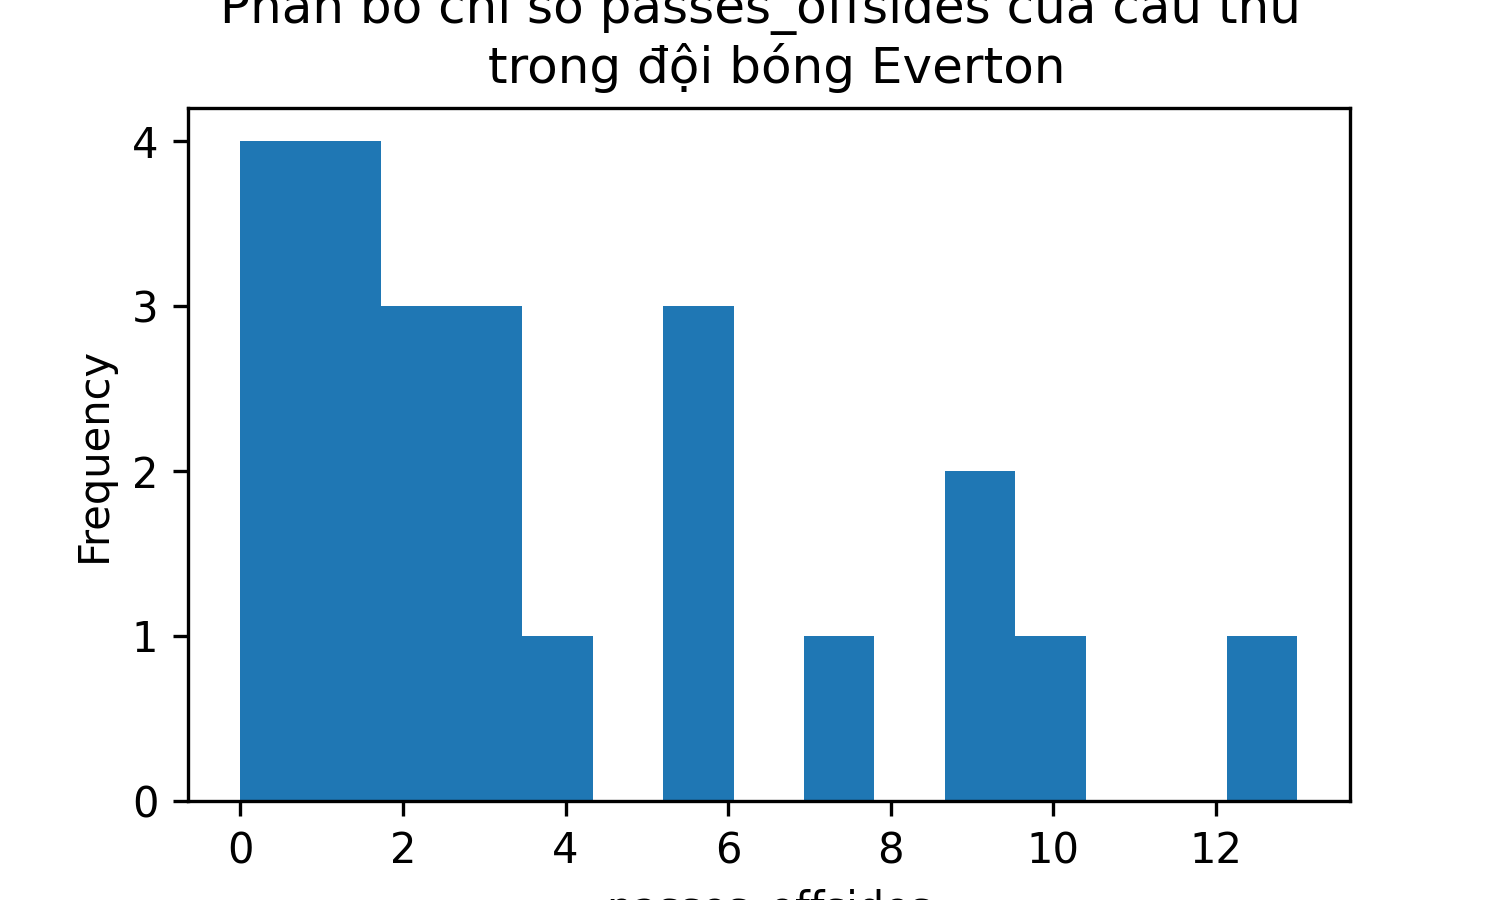 Phân bố chỉ số passes_offsides của cầu thủ
trong đội bóng Everton
4
3
2
1
0
Frequency
0 2 4 6 8 10 12
passes_offsides